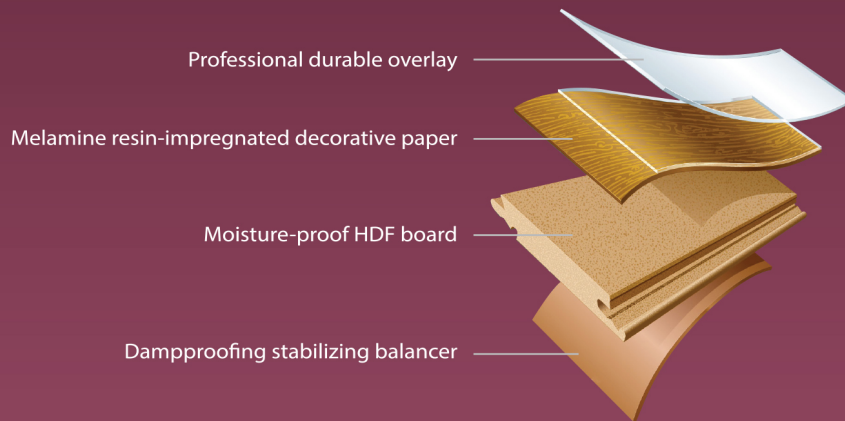 Professional durable overlay
Melamine resin-impregnated decorative paper
Moisture-proof HDF board
Dampproofing stabilizing balancer